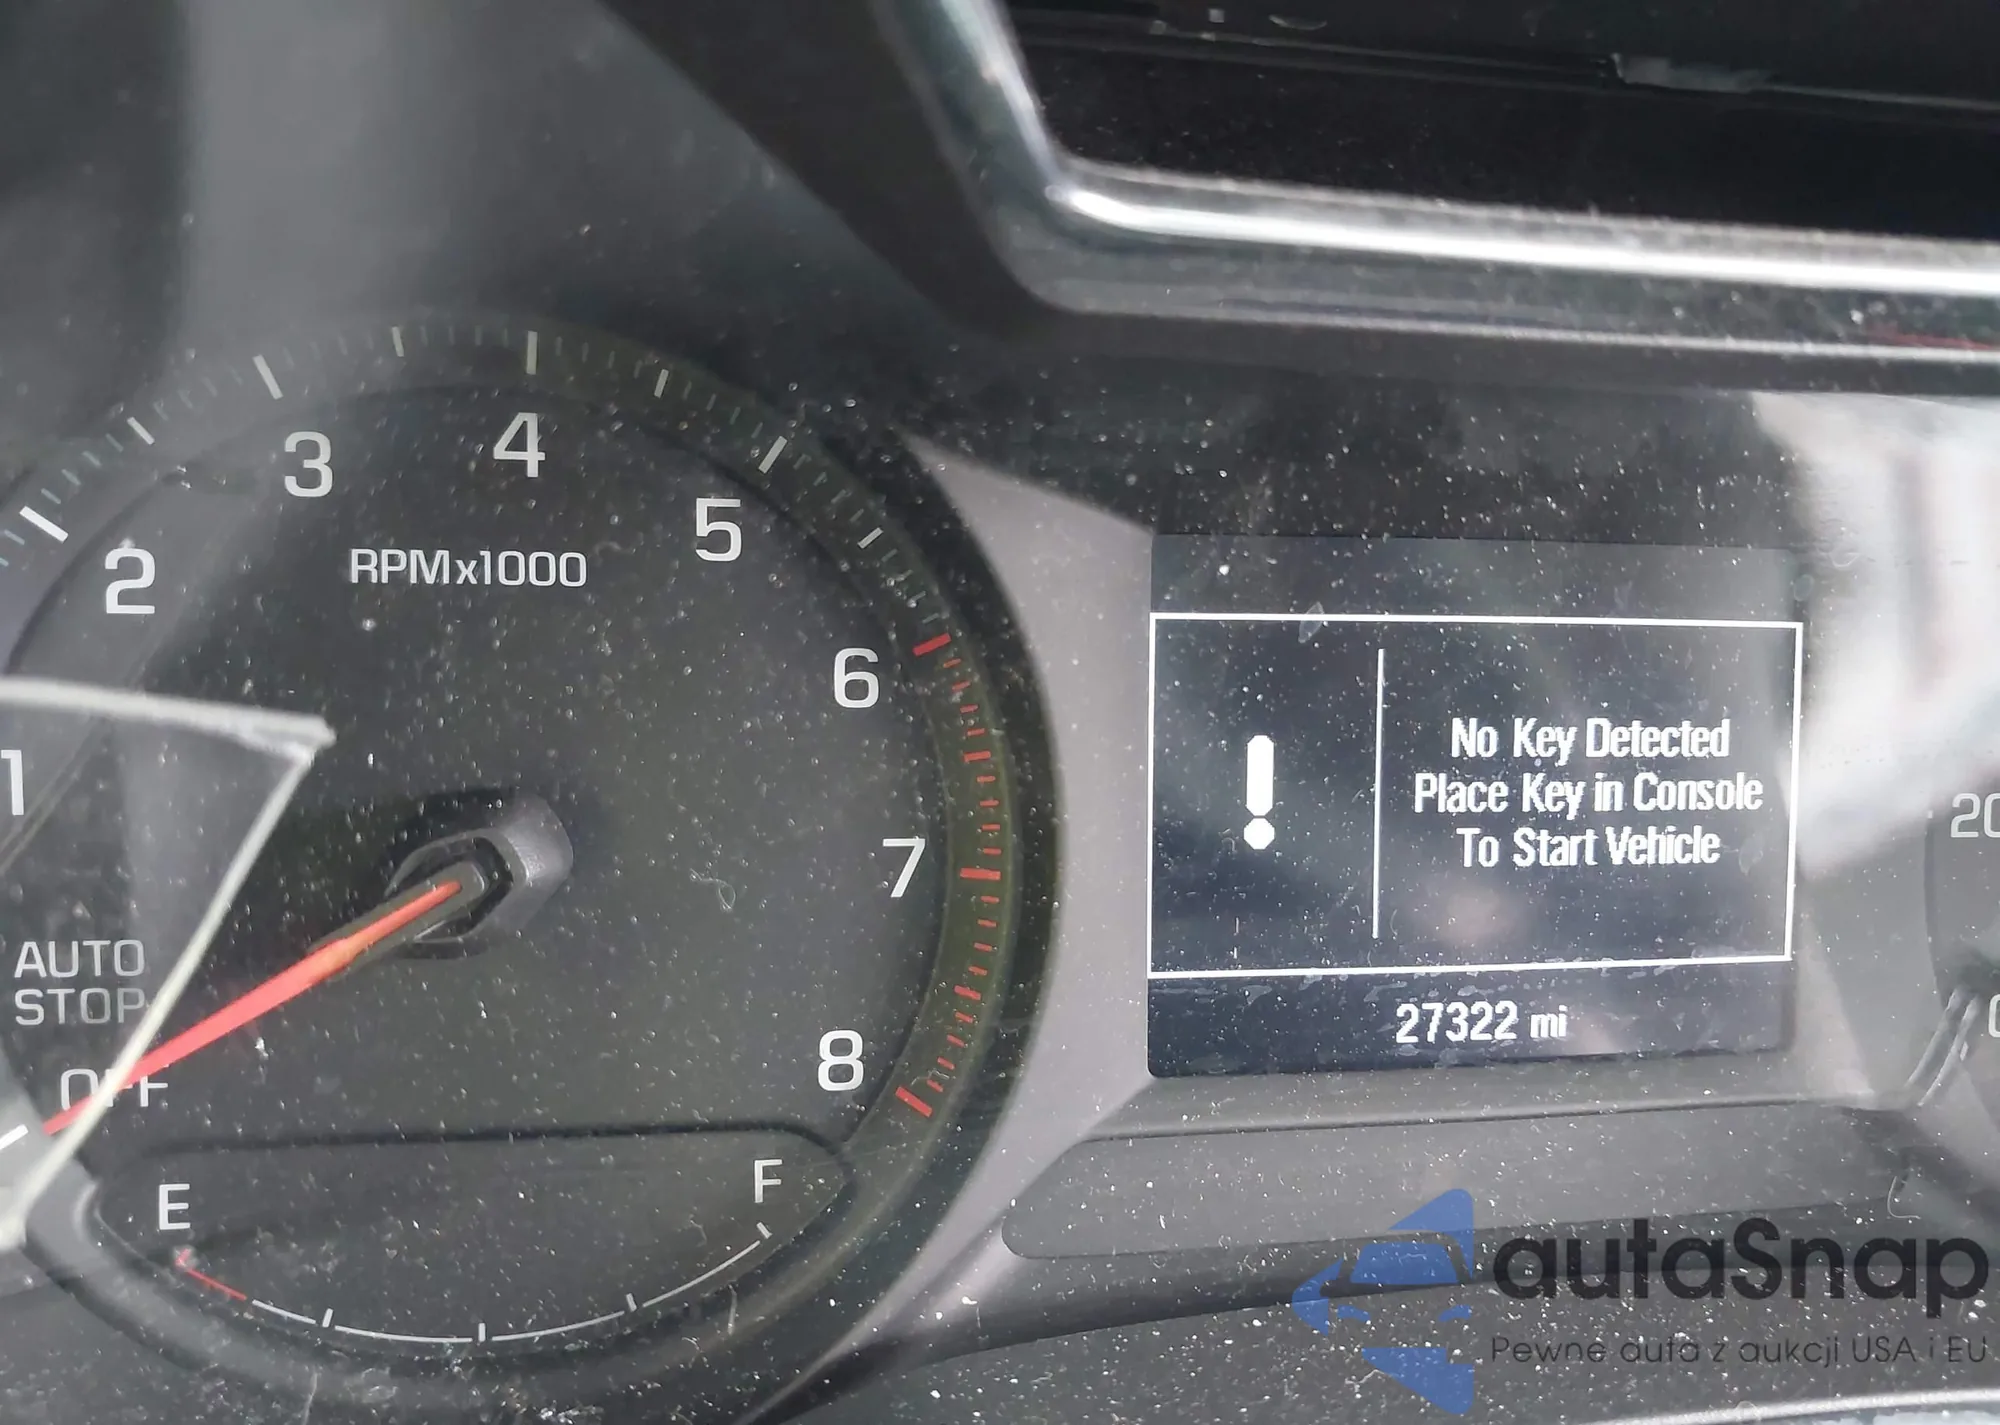 1
2
3
4
5
6
7
8
RPMx1000
AUTO
STOP
OFF
E
F
No Key Detected
Place Key in Console
To Start Vehicle
27322 mi
20
0
autaSnap
Pewne auta z aukcji USA i EU